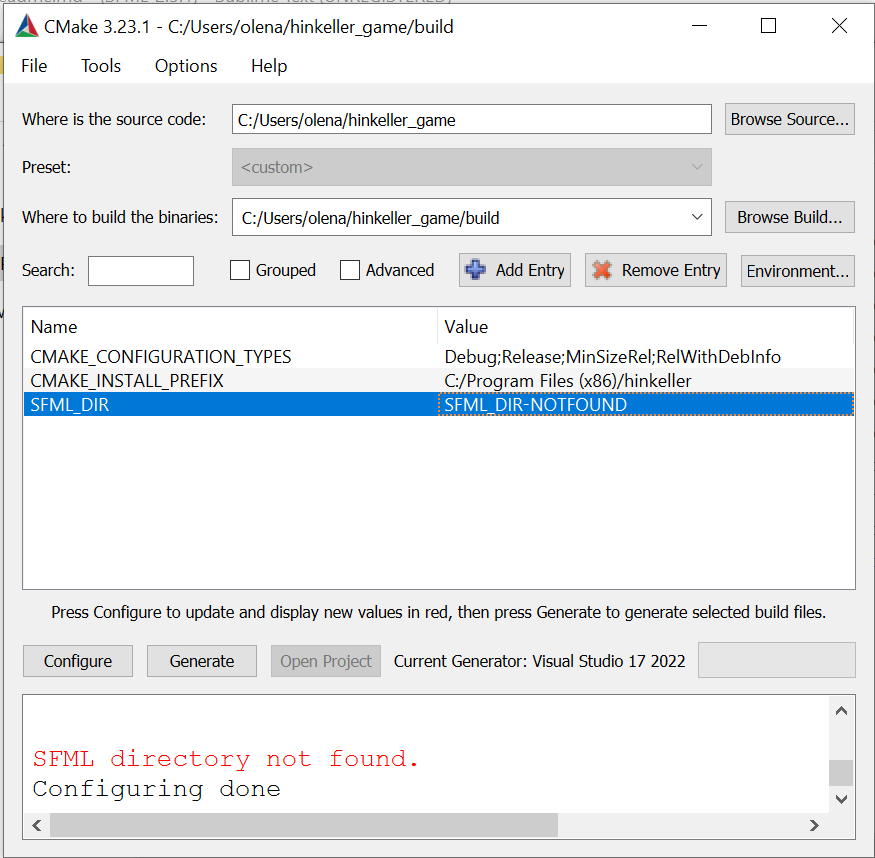 CMake 3.23.1 - C:/Users/olena/hinkeller_game/build
File Tools Options Help
Where is the source code: C:/Users/olena/hinkeller_game Browse Source...
Preset: <custom>
Where to build the binaries: C:/Users/olena/hinkeller_game/build Browse Build...
Search: Grouped Advanced Add Entry Remove Entry Environment...
Name Value
CMAKE_CONFIGURATION_TYPES Debug;Release;MinSizeRel;RelWithDebInfo
CMAKE_INSTALL_PREFIX C:/Program Files (x86)/hinkeller
SFML_DIR SFML_DIR-NOTFOUND
Press Configure to update and display new values in red, then press Generate to generate selected build files.
Configure Generate Open Project Current Generator: Visual Studio 17 2022
SFML directory not found.
Configuring done